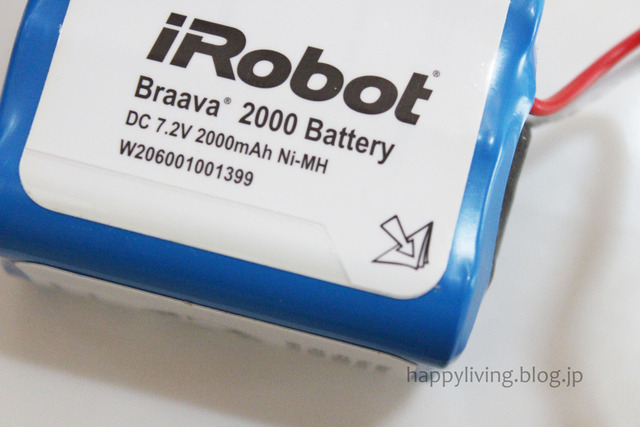 iRobot®
Braava® 2000 Battery
DC 7.2V 2000mAh Ni-MH
W206001001399
happyliving.blog.jp